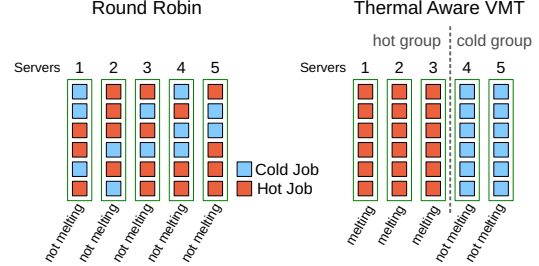 Round Robin
Servers 1 2 3 4 5
not melting
not melting
not melting
not melting
not melting
Cold Job
Hot Job
Thermal Aware VMT
hot group
cold group
Servers 1 2 3 4 5
melting
melting
melting
not melting
not melting